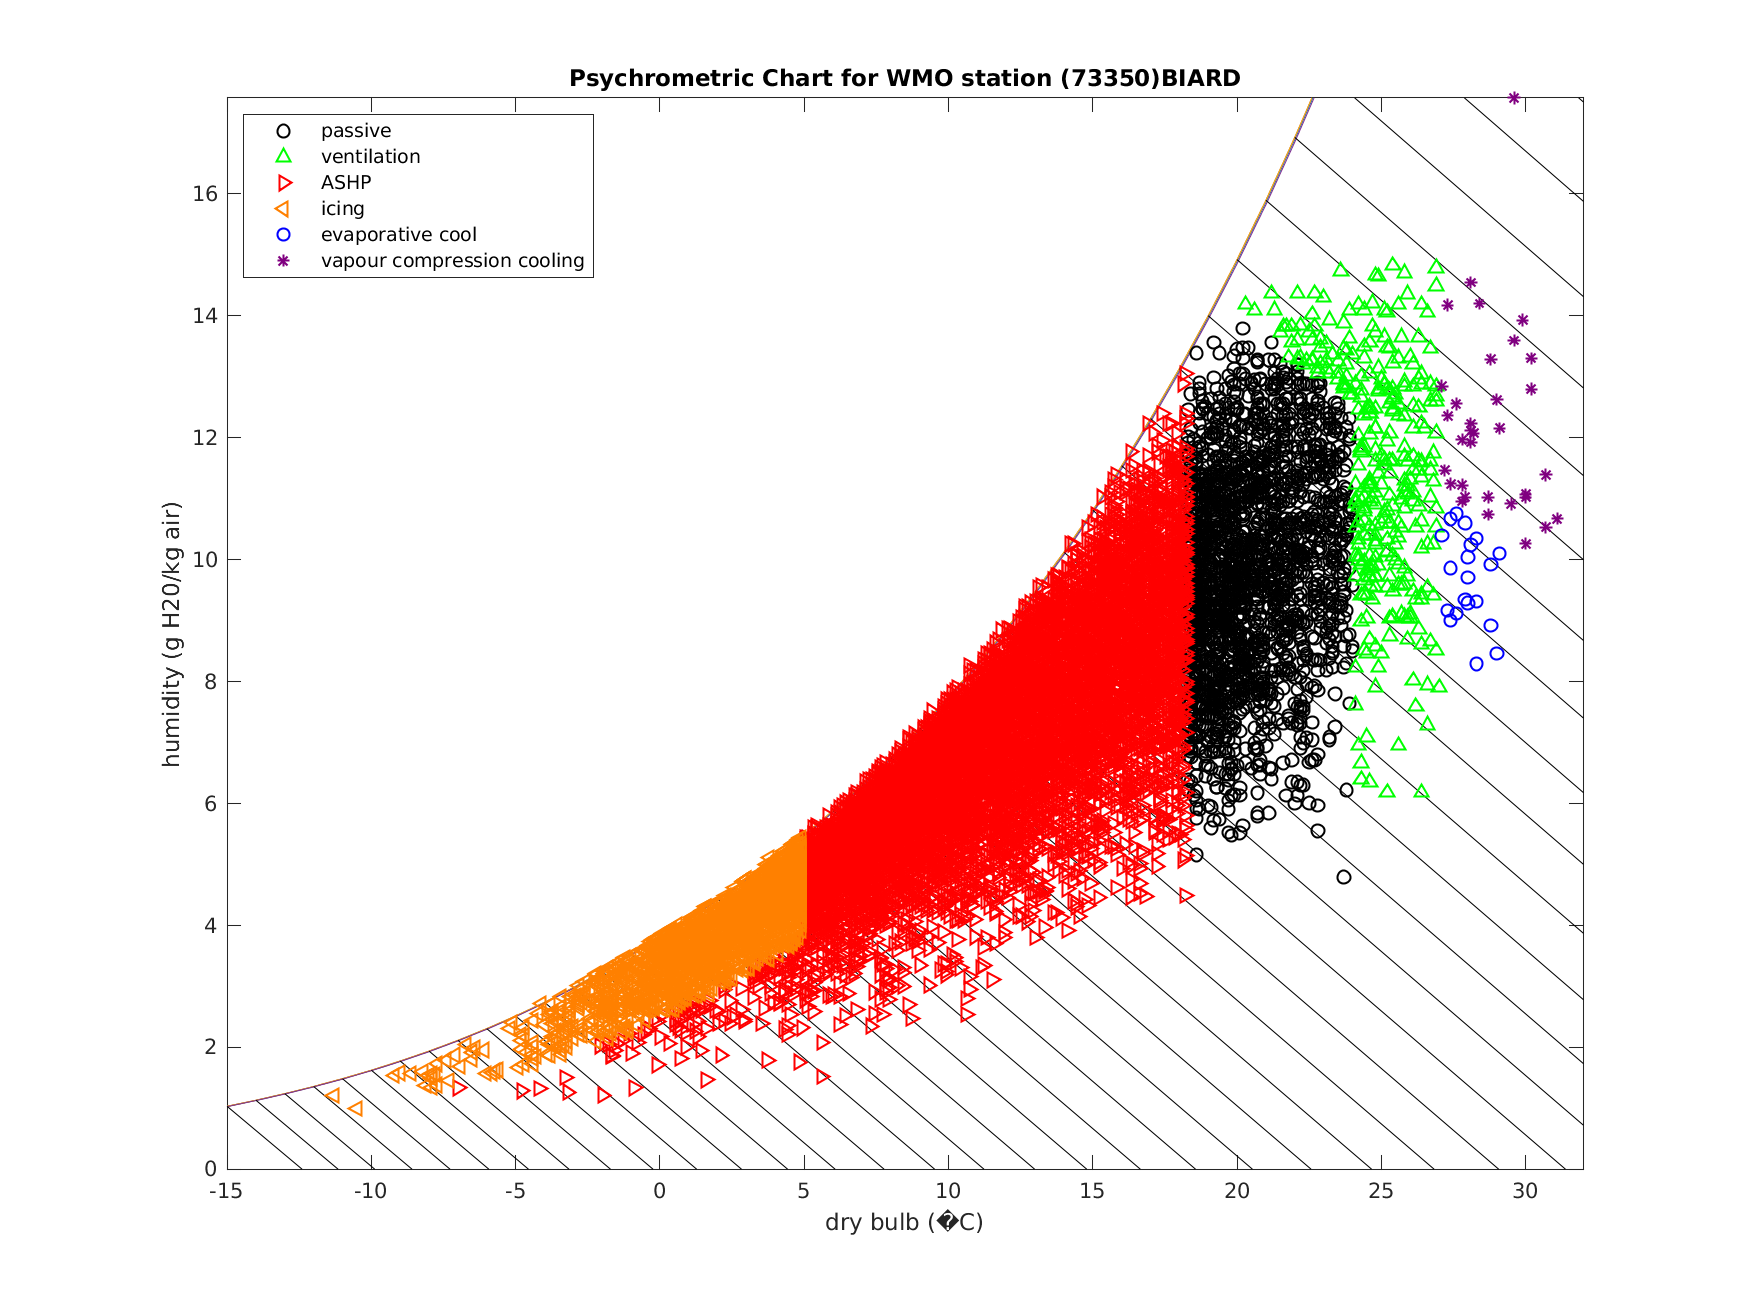 Psychrometric Chart for WMO station (73350)BIARD
passive
ventilation
ASHP
icing
evaporative cool
vapour compression cooling
humidity (g H20/kg air)
16
14
12
10
8
6
4
2
0
-15 -10 -5 0 5 10 15 20 25 30
dry bulb (�C)